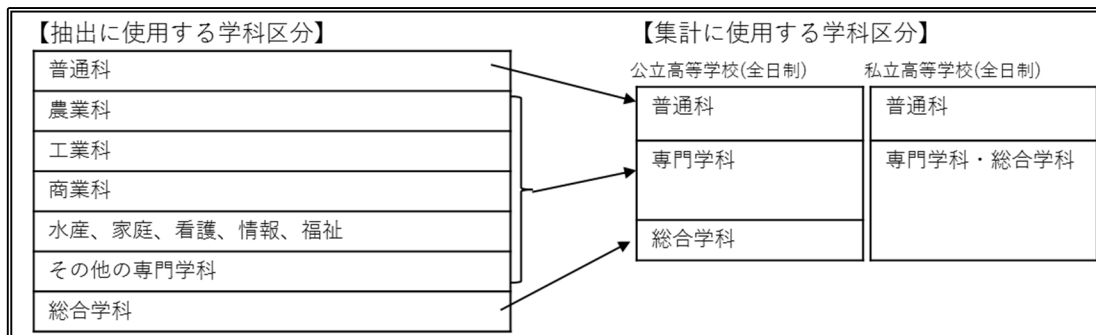 【抽出に使用する学科区分】
普通科
農業科
工業科
商業科
水産、家庭、看護、情報、福祉
その他の専門学科
総合学科
【集計に使用する学科区分】
公立高等学校(全日制)
普通科
専門学科
総合学科
私立高等学校(全日制)
普通科
専門学科・総合学科